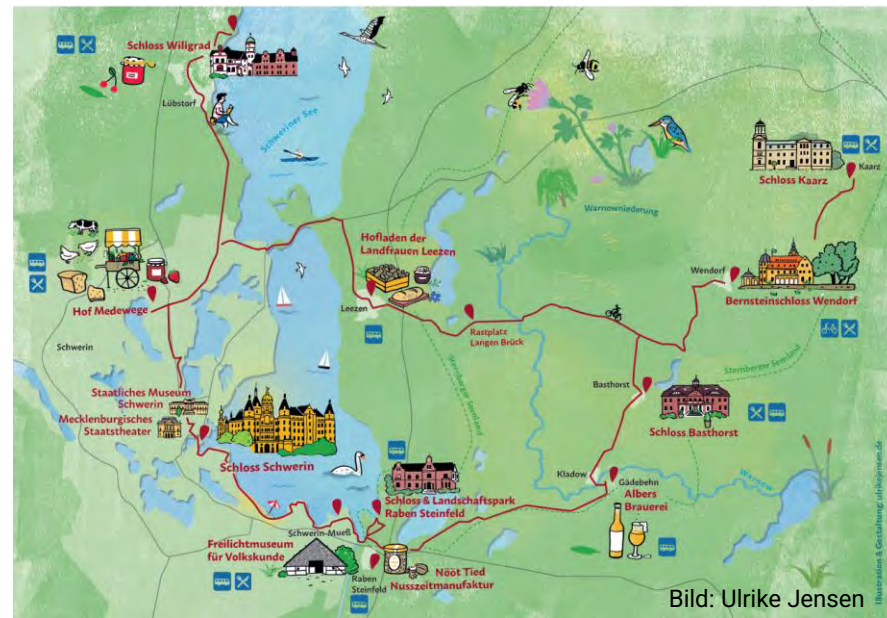 Schloss Wiligrad
Lübstorf
Schweriner See
Warnowniederung
Schloss Kaarz
Kaarz
Hofladen der
Landfrauen Leezen
Leezen
Wendorf
Bernsteinschloss Wendorf
Hof Medewege
Rastplatz
Langen Brück
Schwerin
Sternberger Seenland
Sternberger Seenland
Basthorst
Schloss Basthorst
Staatliches Museum
Schwerin
Mecklenburgisches
Staatstheater
Schloss Schwerin
Kladow
Gädebehn
Albers
Brauerei
Warnow
Schloss & Landschaftspark
Raben Steinfeld
Schwerin-Mueß
Freilichtmuseum
für Volkskunde
Raben
Steinfeld
Nööt Tied
Nusszeitmanufaktur
Illustration & Gestaltung: ulrikejensen.de
Bild: Ulrike Jensen